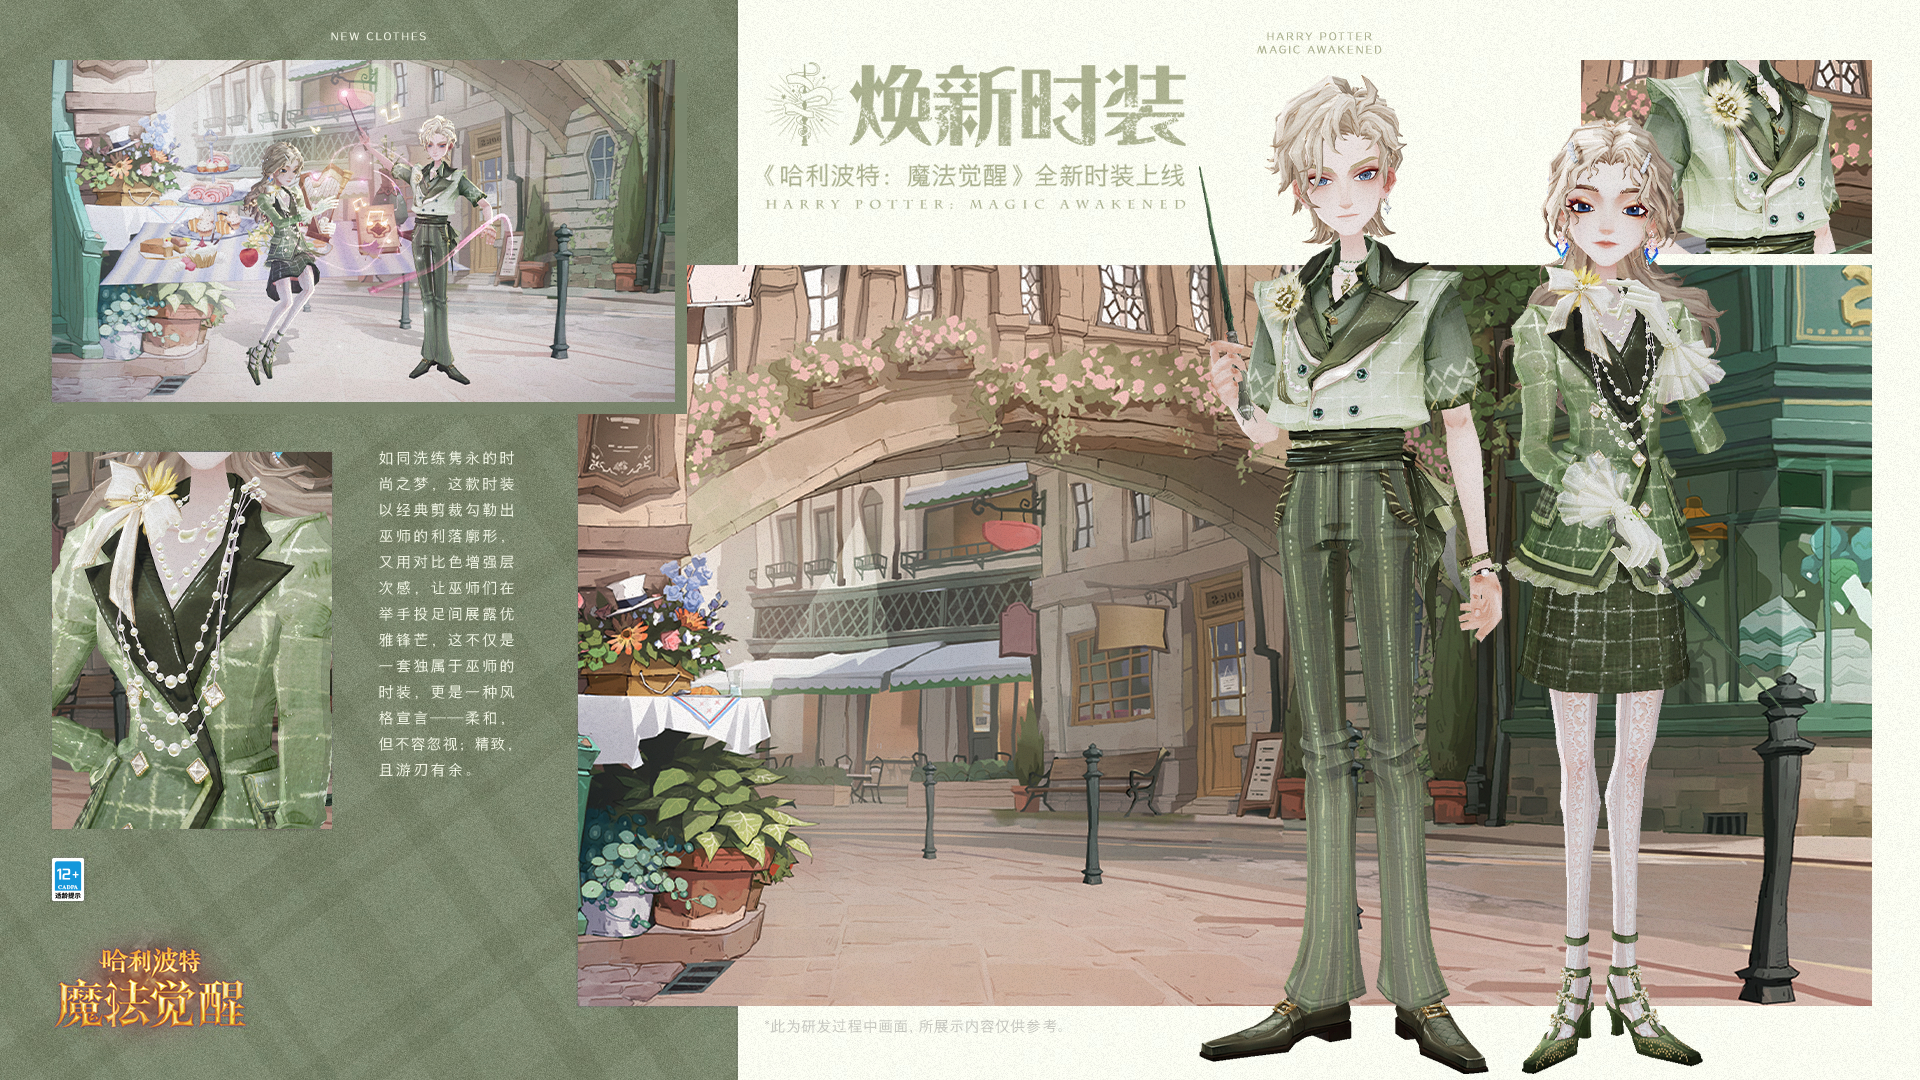 NEW CLOTHES
HARRY POTTER
MAGIC AWAKENED
焕新时装
《哈利波特：魔法觉醒》全新时装上线
HARRY POTTER: MAGIC AWAKENED
如同洗练隽永的时
尚之梦，这款时装
以经典剪裁勾勒出
巫师的利落廓形，
又用对比色增强层
次感，让巫师们在
举手投足间展露优
雅锋芒，这不仅是
一套独属于巫师的
时装，更是一种风
格宣言——柔和，
但不容忽视；精致，
且游刃有余。
12+
CADPA
适龄提示
哈利波特
魔法觉醒
*此为研发过程中画面，所展示内容仅供参考。